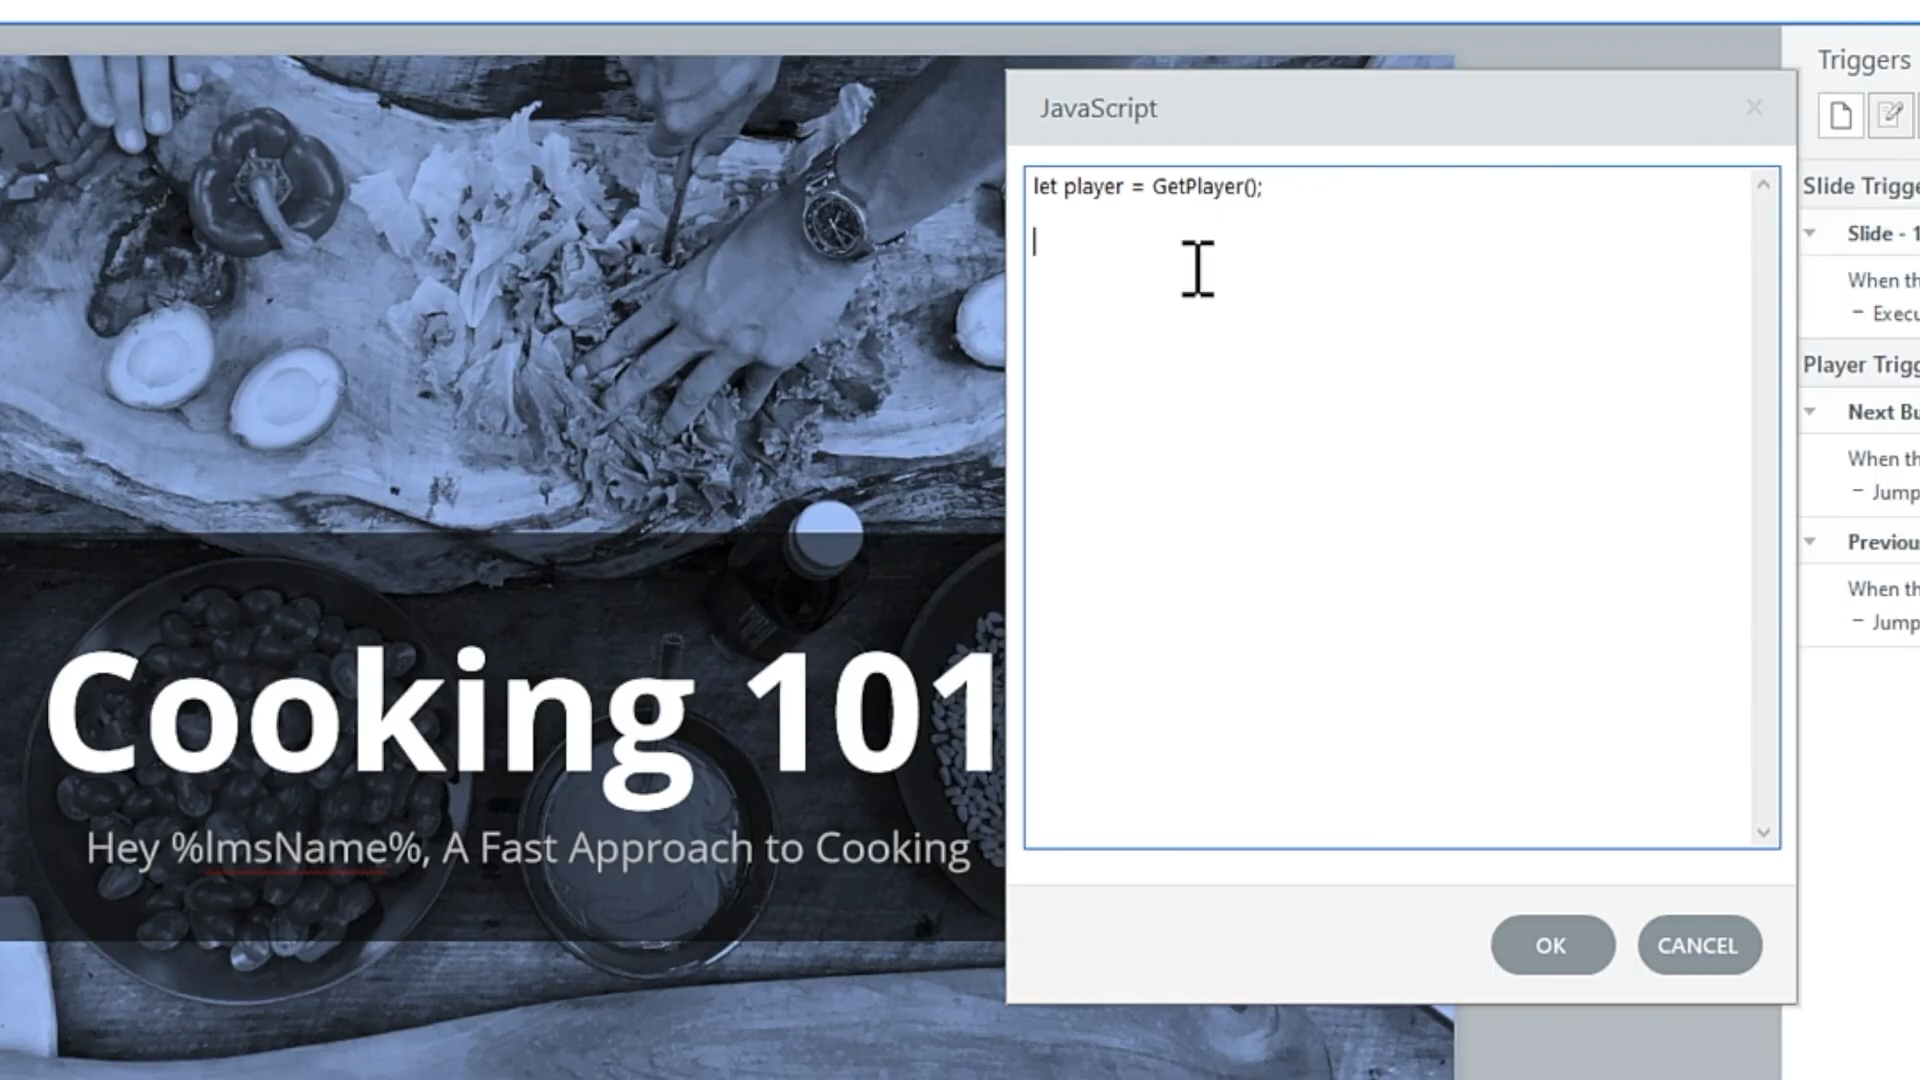 Triggers
JavaScript
let player = GetPlayer();
Slide Trigge
Slide - 1
When th
- Execu
Player Trigg
Next Bu
When th
- Jump
Previou
When th
- Jump
Cooking 101
Hey %lmsName%, A Fast Approach to Cooking
OK
CANCEL